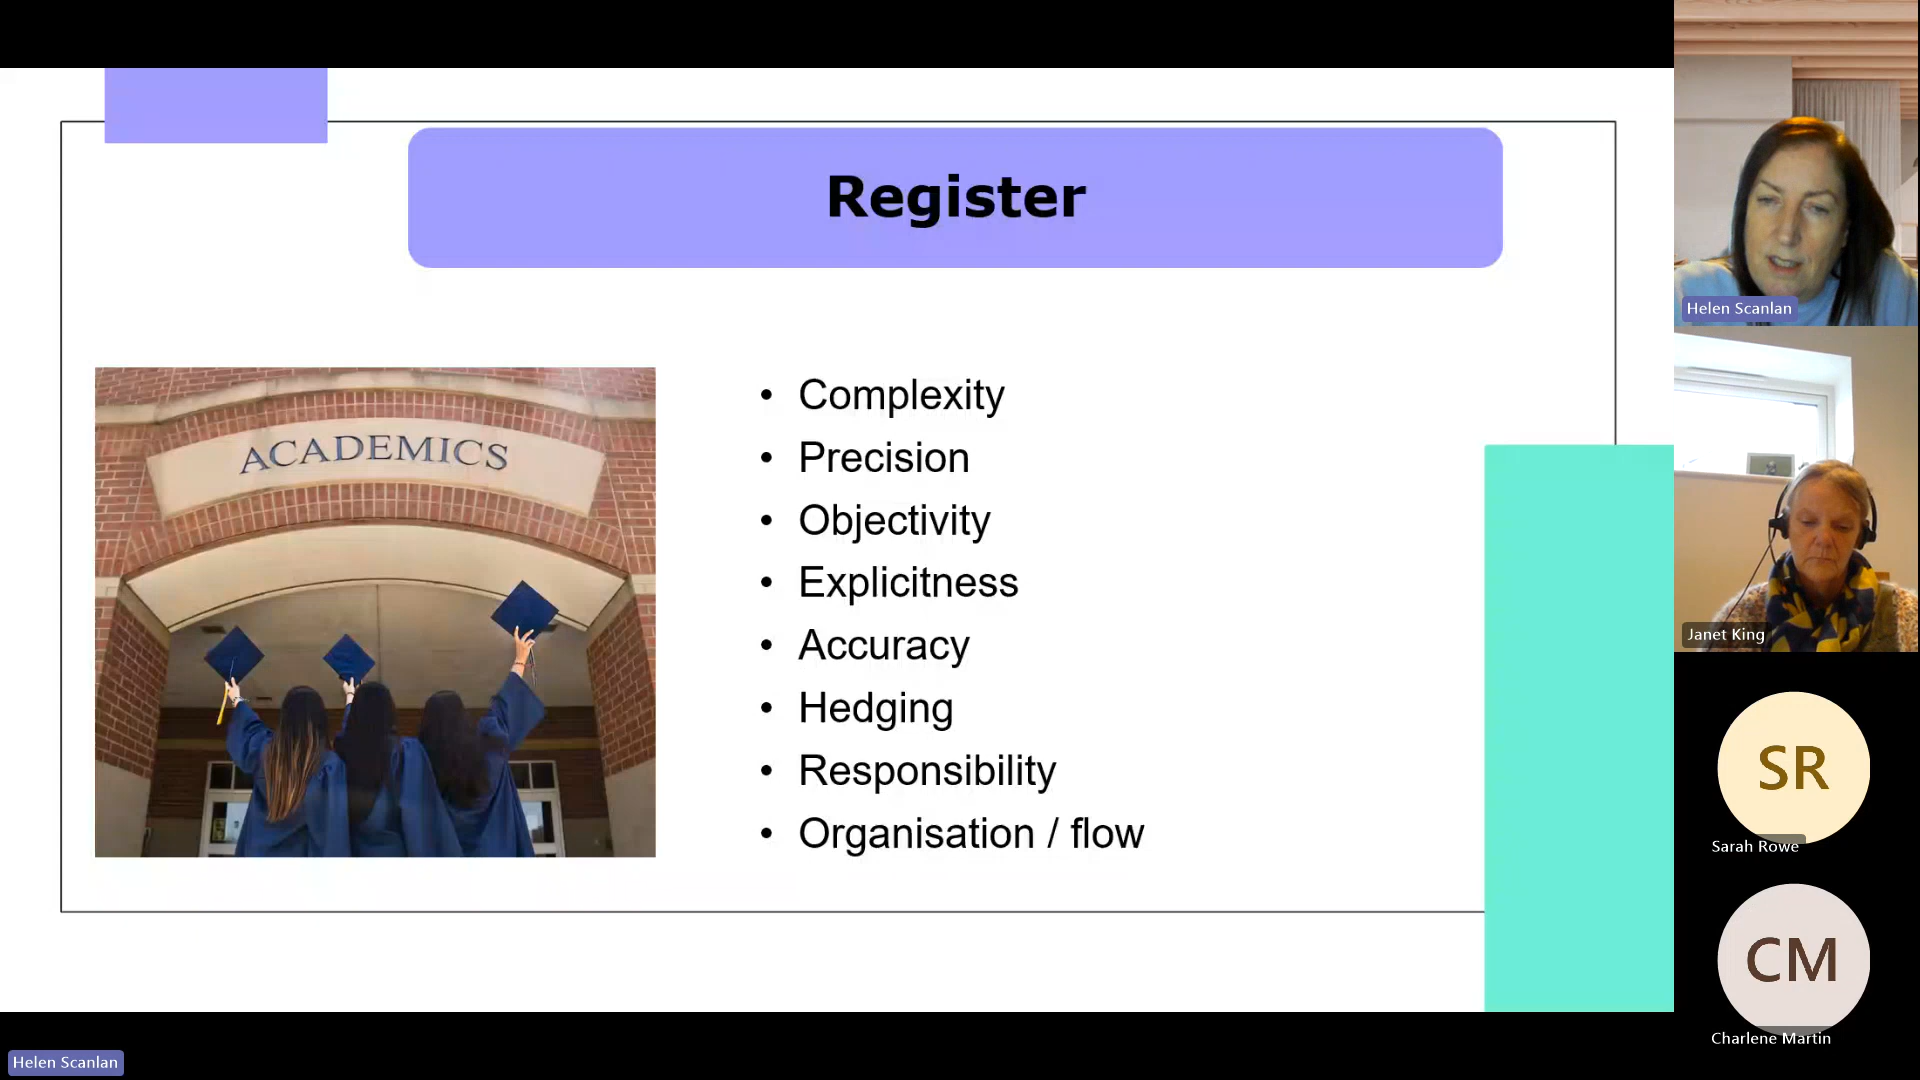 Register
ACADEMICS
• Complexity
• Precision
• Objectivity
• Explicitness
• Accuracy
• Hedging
• Responsibility
• Organisation / flow
Helen Scanlan
Janet King
SR
Sarah Rowe
CM
Charlene Martin
Helen Scanlan